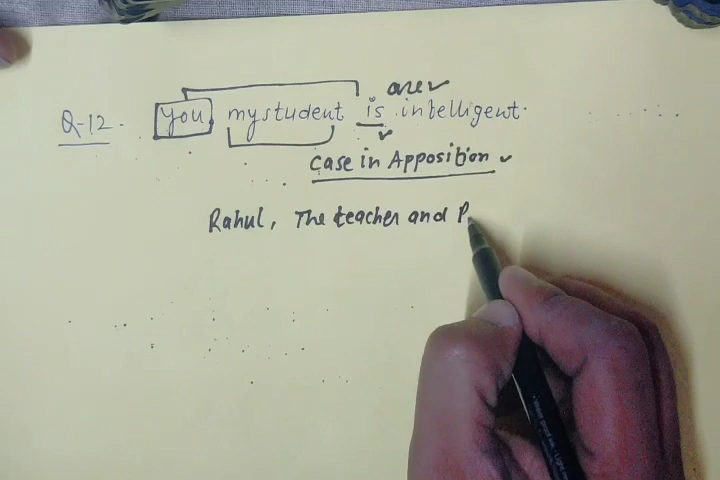 are
Q-12. you my student is intelligent.
case in Apposition
Rahul, The teacher and P